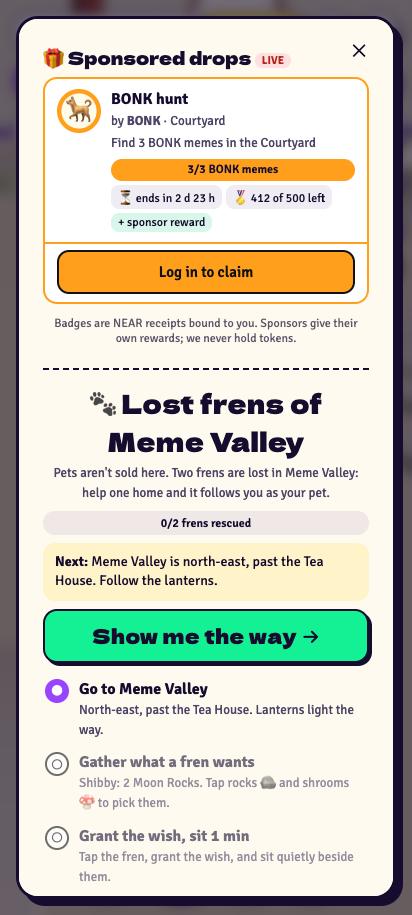 🎁 Sponsored drops LIVE
BONK hunt
by BONK · Courtyard
Find 3 BONK memes in the Courtyard
3/3 BONK memes
⏳ ends in 2 d 23 h 🏅 412 of 500 left
+ sponsor reward
Log in to claim
Badges are NEAR receipts bound to you. Sponsors give their
own rewards; we never hold tokens.
🐾 Lost frens of
Meme Valley
Pets aren't sold here. Two frens are lost in Meme Valley:
help one home and it follows you as your pet.
0/2 frens rescued
Next: Meme Valley is north-east, past the Tea
House. Follow the lanterns.
Show me the way →
Go to Meme Valley
North-east, past the Tea House. Lanterns light the
way.
Gather what a fren wants
Shibby: 2 Moon Rocks. Tap rocks 🪨 and shrooms
🍄 to pick them.
Grant the wish, sit 1 min
Tap the fren, grant the wish, and sit quietly beside
them.